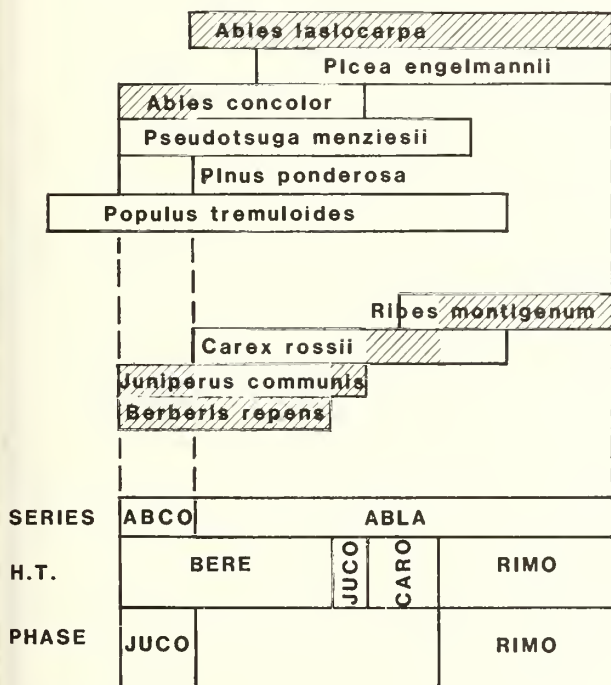 Abies lasiocarpa
Picea engelmannii
Abies concolor
Pseudotsuga menziesii
Pinus ponderosa
Populus tremuloides
Ribes montigenum
Carex rossii
Juniperus communis
Berberis repens
SERIES ABCO ABLA
H.T. BERE JUCO CARO RIMO
PHASE JUCO RIMO